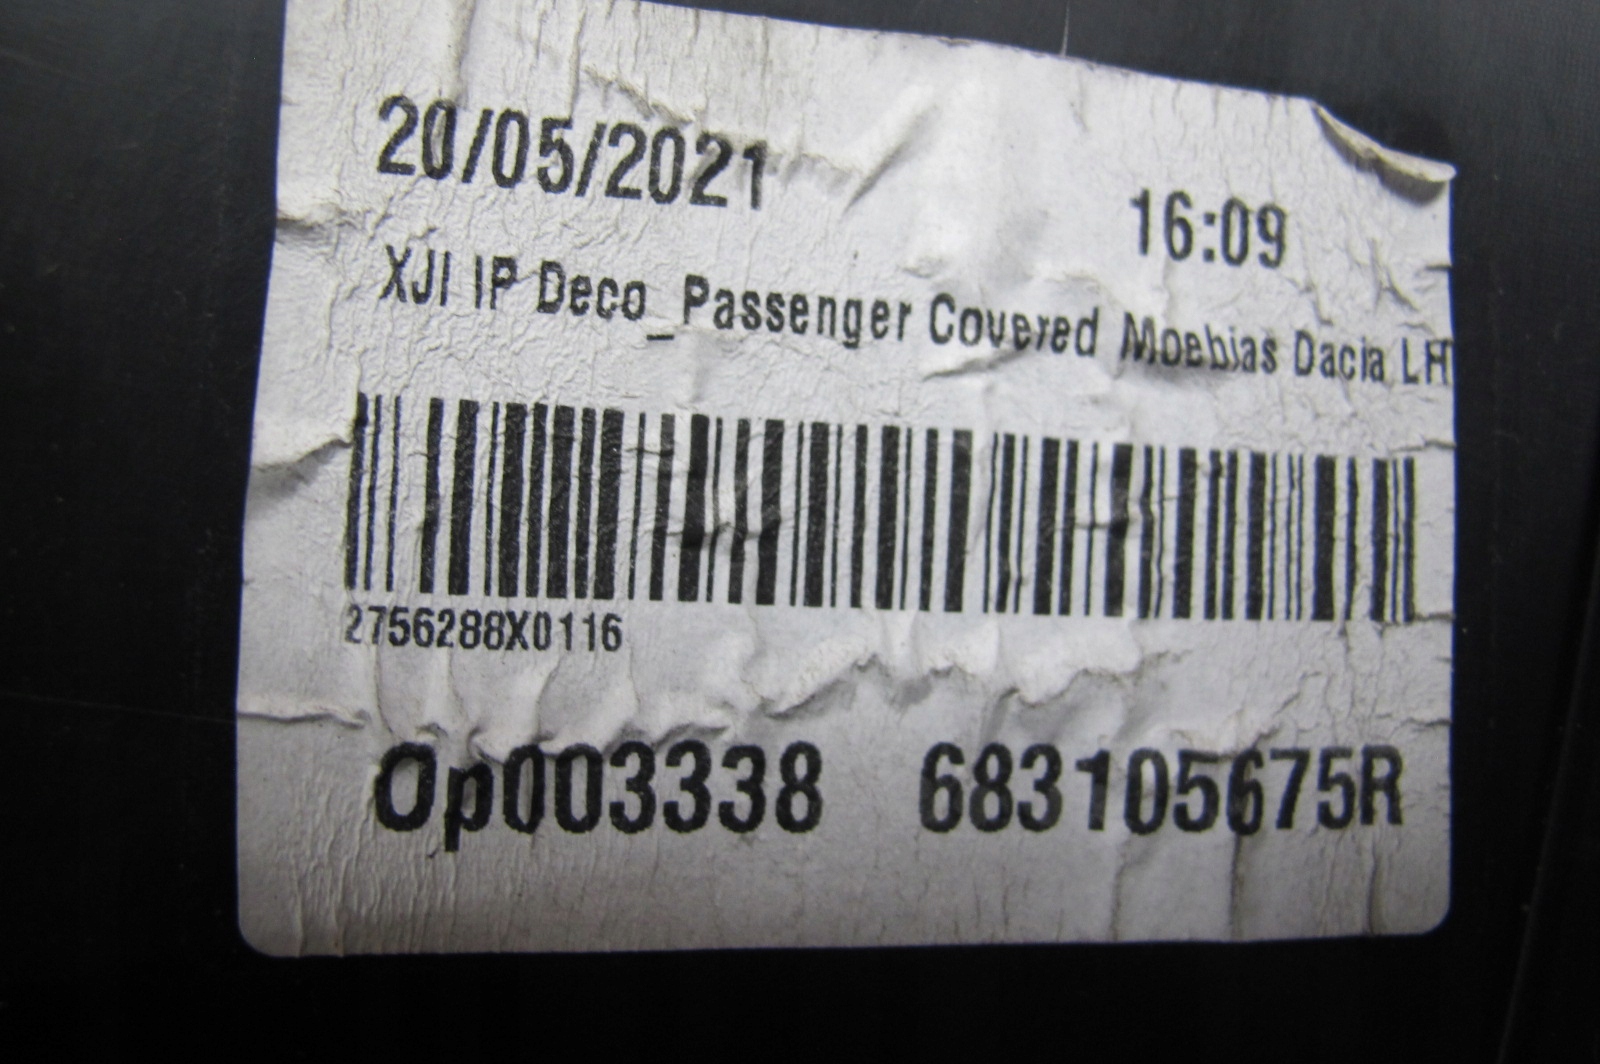 20/05/2021 16:09
XJI IP Deco_Passenger Covered Moebias Dacia LH
2756288X0116
Op003338 683105675R